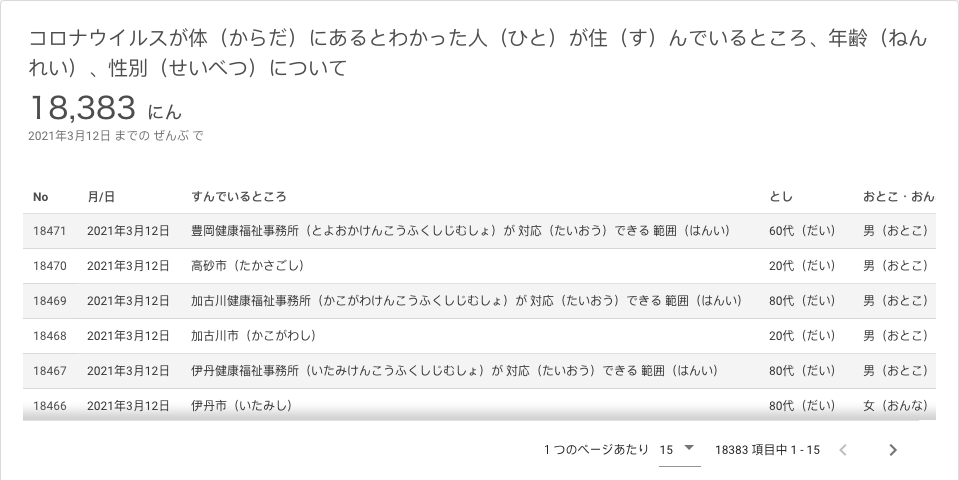 コロナウイルスが体（からだ）にあるとわかった人（ひと）が住（す）んでいるところ、年齢（ねん
れい）、性別（せいべつ）について
18,383 にん
2021年3月12日 までの ぜんぶ で
No 月/日 すんでいるところ とし おとこ・おん
18471 2021年3月12日 豊岡健康福祉事務所（とよおかけんこうふくしじむしょ）が 対応（たいおう）できる 範囲（はんい） 60代（だい） 男（おとこ）
18470 2021年3月12日 高砂市（たかさごし） 20代（だい） 男（おとこ）
18469 2021年3月12日 加古川健康福祉事務所（かこがわけんこうふくしじむしょ）が 対応（たいおう）できる 範囲（はんい） 80代（だい） 男（おとこ）
18468 2021年3月12日 加古川市（かこがわし） 20代（だい） 男（おとこ）
18467 2021年3月12日 伊丹健康福祉事務所（いたみけんこうふくしじむしょ）が 対応（たいおう）できる 範囲（はんい） 80代（だい） 男（おとこ）
18466 2021年3月12日 伊丹市（いたみし） 80代（だい） 女（おんな）
1 つのページあたり 15 18383 項目中 1 - 15